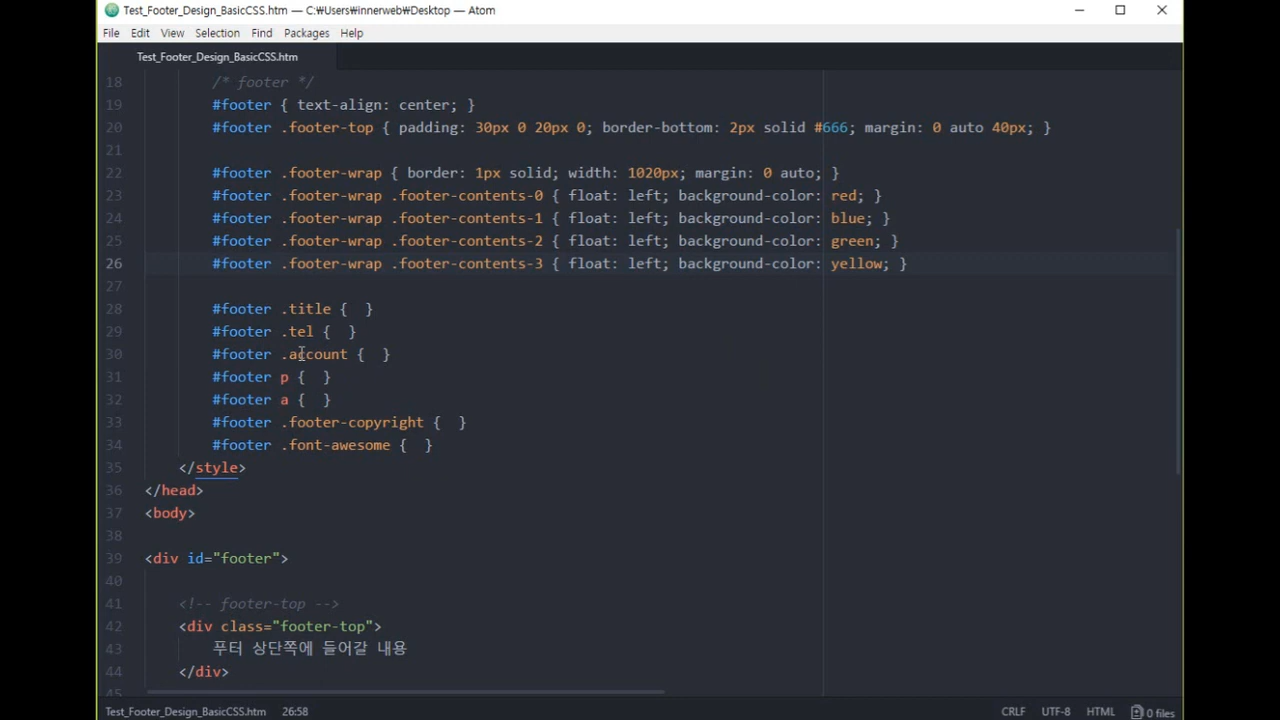 Test_Footer_Design_BasicCSS.htm — C:₩Users₩innerweb₩Desktop — Atom
File Edit View Selection Find Packages Help
Test_Footer_Design_BasicCSS.htm
18 /* footer */
19 #footer { text-align: center; }
20 #footer .footer-top { padding: 30px 0 20px 0; border-bottom: 2px solid #666; margin: 0 auto 40px; }
21
22 #footer .footer-wrap { border: 1px solid; width: 1020px; margin: 0 auto; }
23 #footer .footer-wrap .footer-contents-0 { float: left; background-color: red; }
24 #footer .footer-wrap .footer-contents-1 { float: left; background-color: blue; }
25 #footer .footer-wrap .footer-contents-2 { float: left; background-color: green; }
26 #footer .footer-wrap .footer-contents-3 { float: left; background-color: yellow; }
27
28 #footer .title {  }
29 #footer .tel {  }
30 #footer .account {  }
31 #footer p {  }
32 #footer a {  }
33 #footer .footer-copyright {  }
34 #footer .font-awesome {  }
35 </style>
36 </head>
37 <body>
38
39 <div id="footer">
40
41 <!-- footer-top -->
42 <div class="footer-top">
43 푸터 상단쪽에 들어갈 내용
44 </div>
45
Test_Footer_Design_BasicCSS.htm 26:58 CRLF UTF-8 HTML 0 files